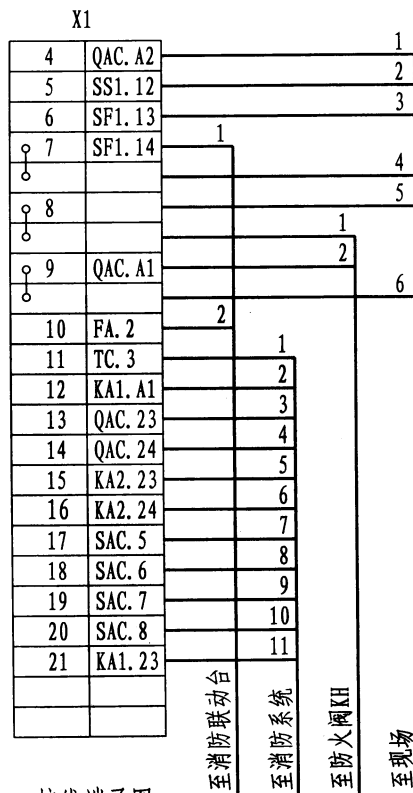 X1
4 QAC.A2 1
5 SS1.12 2
6 SF1.13 3
7 SF1.14 1
4
8 5
1
9 QAC.A1 2
6
10 FA.2 2
11 TC.3 1
12 KA1.A1 2
13 QAC.23 3
14 QAC.24 4
15 KA2.23 5
16 KA2.24 6
17 SAC.5 7
18 SAC.6 8
19 SAC.7 9
20 SAC.8 10
21 KA1.23 11
至消防联动台
至消防系统
至防火阀KH
至现场